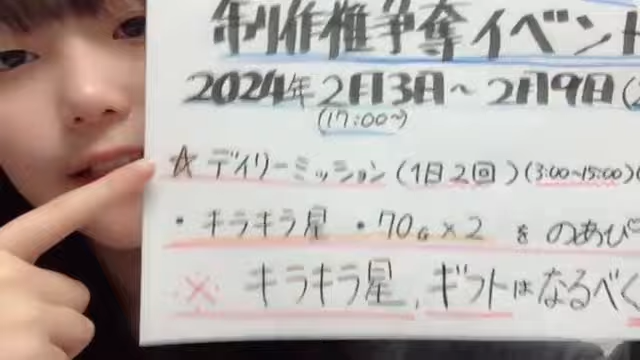 制作権争奪イベント
2024年2月3日～2月9日(
(17:00～)
☆デイリーミッション(1日2回)(3:00~15:00)(
・キラキラ星 ・70G×2 をのあぴ
※ キラキラ星、ギフトはなるべく